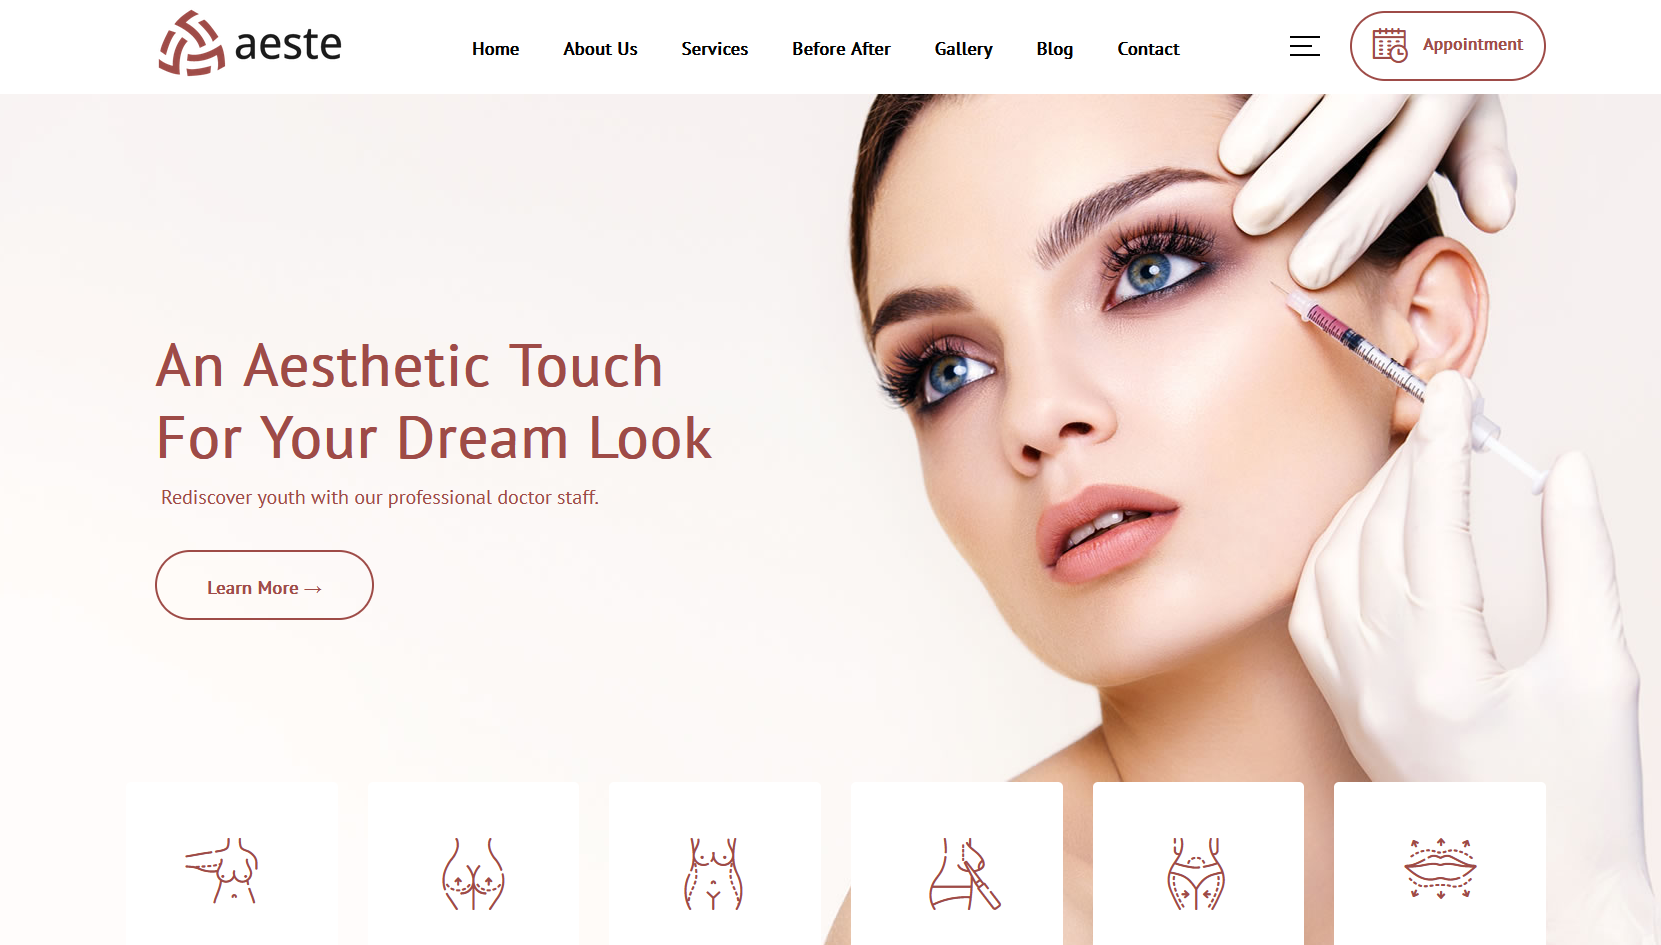 aeste
Home
About Us
Services
Before After
Gallery
Blog
Contact
Appointment
An Aesthetic Touch
For Your Dream Look
Rediscover youth with our professional doctor staff.
Learn More →